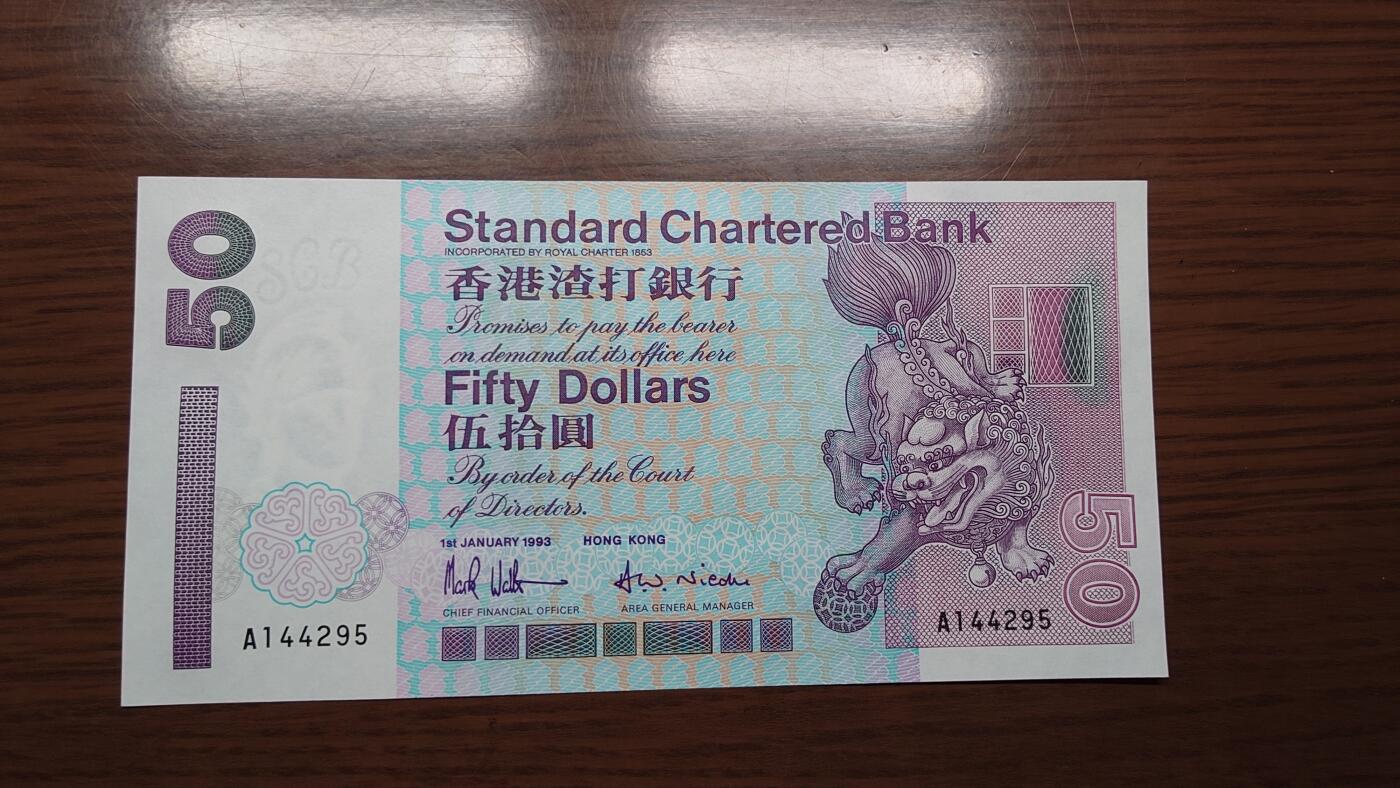 50
SCB
Standard Chartered Bank
INCORPORATED BY ROYAL CHARTER 1853
香港渣打銀行
Promises to pay the bearer
on demand at its office here
Fifty Dollars
伍拾圓
By order of the Court
of Directors.
1st JANUARY 1993 HONG KONG
CHIEF FINANCIAL OFFICER AREA GENERAL MANAGER
A144295
A144295
50